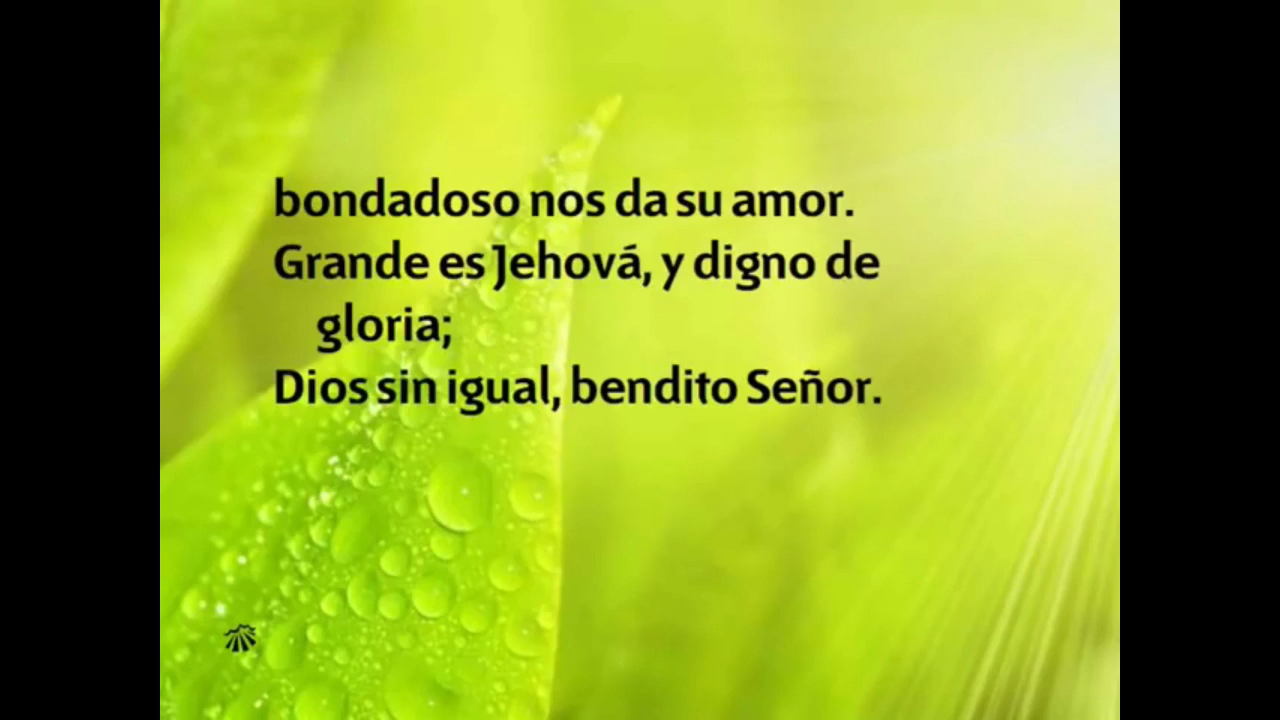 bondadoso nos da su amor.
Grande es Jehová, y digno de
gloria;
Dios sin igual, bendito Señor.